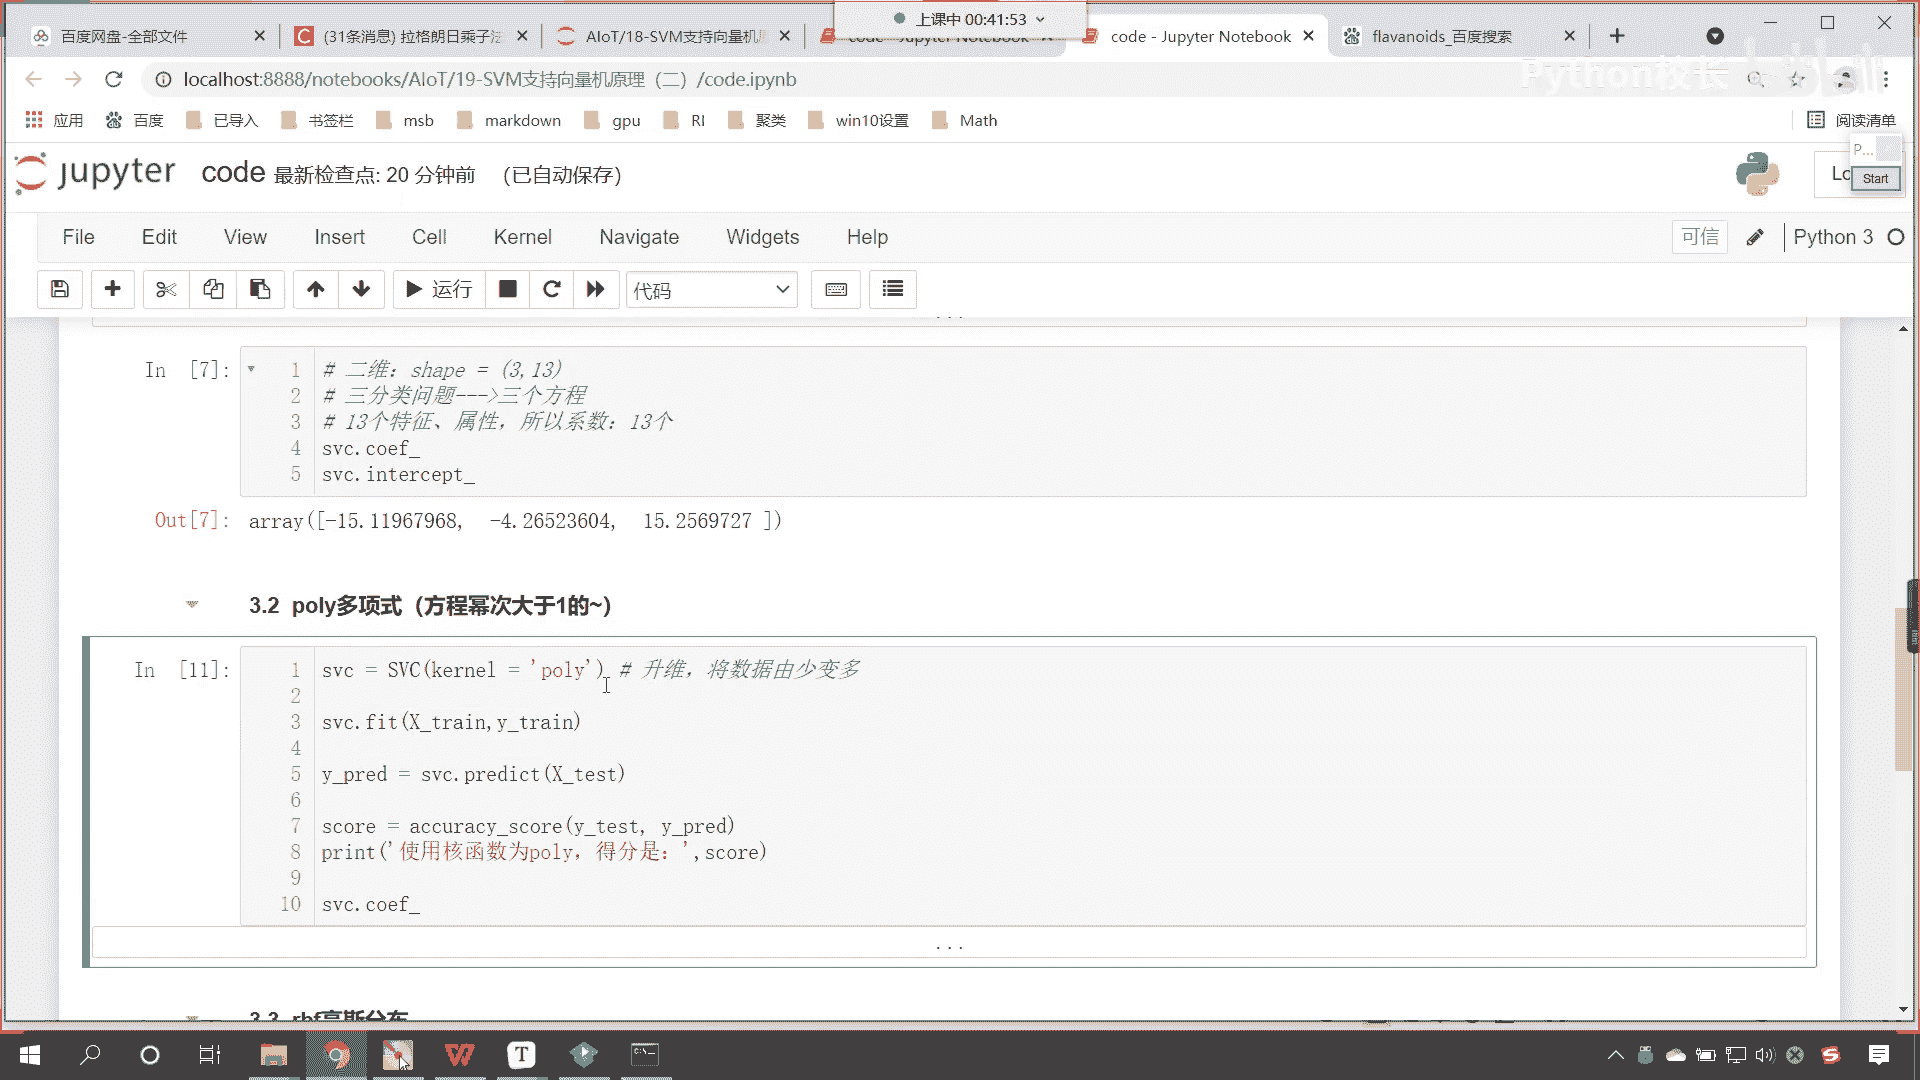 上课中 00:41:53
百度网盘-全部文件
(31条消息) 拉格朗日乘子法
AIoT/18-SVM支持向量机原
code - Jupyter Notebook
code - Jupyter Notebook
flavanoids_百度搜索
localhost:8888/notebooks/AIoT/19-SVM支持向量机原理（二）/code.ipynb
Python校长
应用
百度
已导入
书签栏
msb
markdown
gpu
RI
聚类
win10设置
Math
阅读清单
jupyter
code 最新检查点: 20 分钟前 (已自动保存)
P...
Start
File
Edit
View
Insert
Cell
Kernel
Navigate
Widgets
Help
可信
Python 3
运行
代码
In [7]:
1 # 二维：shape = (3,13)
2 # 三分类问题--->三个方程
3 # 13个特征、属性，所以系数：13个
4 svc.coef_
5 svc.intercept_
Out[7]: array([-15.11967968, -4.26523604, 15.2569727 ])
3.2 poly多项式（方程幂次大于1的~）
In [11]:
1 svc = SVC(kernel = 'poly') # 升维，将数据由少变多
2
3 svc.fit(X_train,y_train)
4
5 y_pred = svc.predict(X_test)
6
7 score = accuracy_score(y_test, y_pred)
8 print('使用核函数为poly，得分是：',score)
9
10 svc.coef_
...
3.3 rbf高斯分布